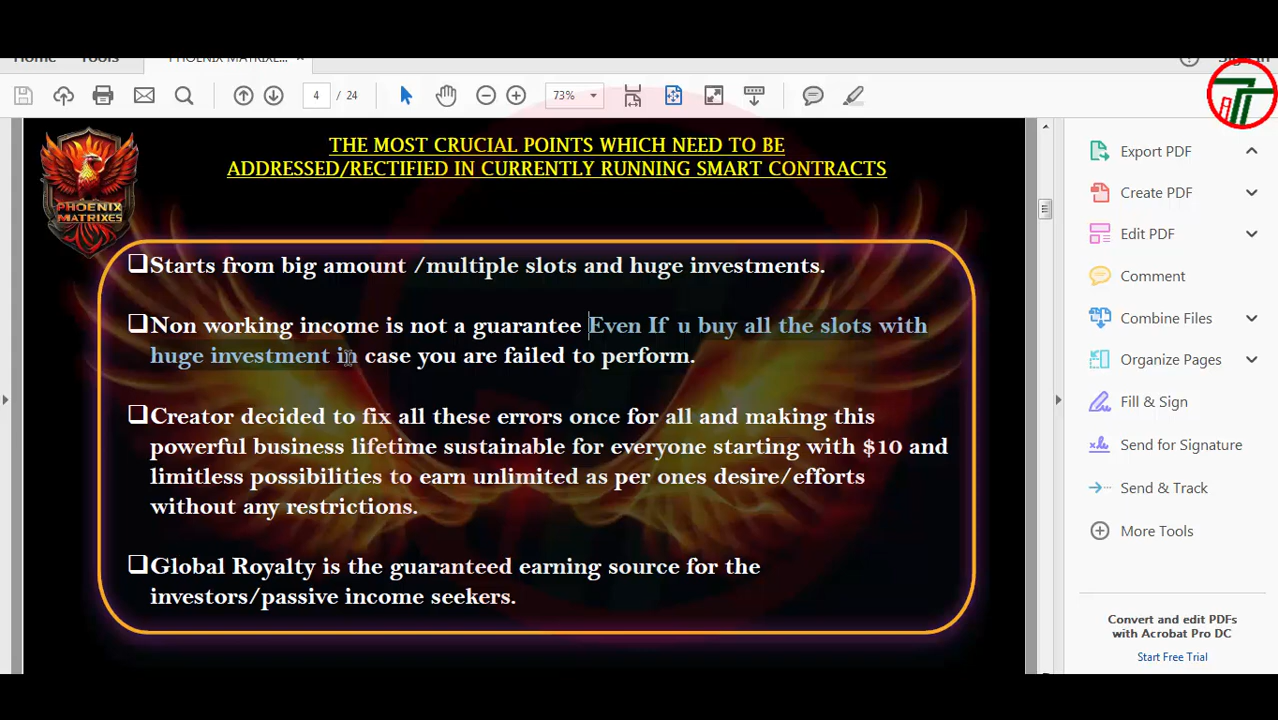 PHOENIX MATRIXE...
4 / 24
73%
THE MOST CRUCIAL POINTS WHICH NEED TO BE
ADDRESSED/RECTIFIED IN CURRENTLY RUNNING SMART CONTRACTS
PHOENIX
MATRIXES
Starts from big amount /multiple slots and huge investments.
Non working income is not a guarantee Even If u buy all the slots with
huge investment in case you are failed to perform.
Creator decided to fix all these errors once for all and making this
powerful business lifetime sustainable for everyone starting with $10 and
limitless possibilities to earn unlimited as per ones desire/efforts
without any restrictions.
Global Royalty is the guaranteed earning source for the
investors/passive income seekers.
Export PDF
Create PDF
Edit PDF
Comment
Combine Files
Organize Pages
Fill & Sign
Send for Signature
Send & Track
More Tools
Convert and edit PDFs
with Acrobat Pro DC
Start Free Trial